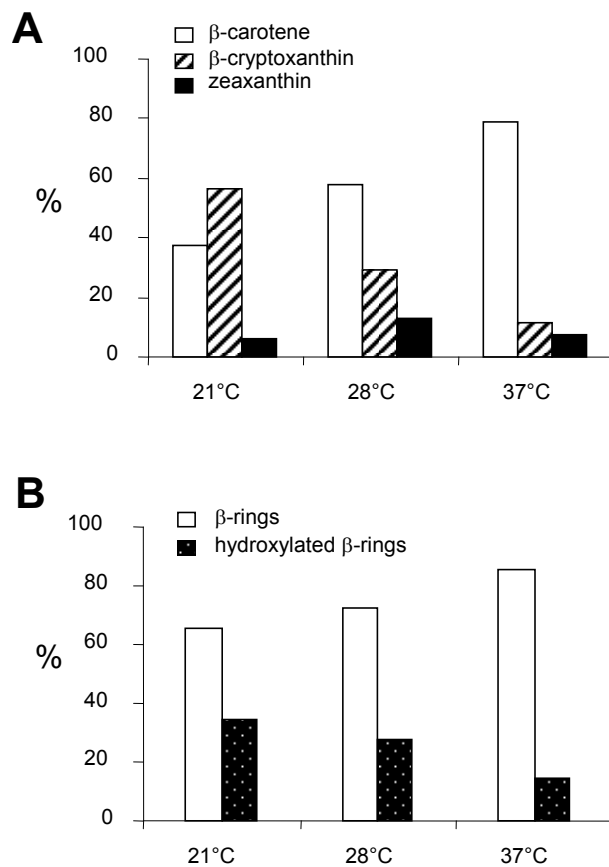 A
β-carotene
β-cryptoxanthin
zeaxanthin
100
80
60
40
20
0
%
21°C 28°C 37°C
B
β-rings
hydroxylated β-rings
100
80
60
40
20
0
%
21°C 28°C 37°C